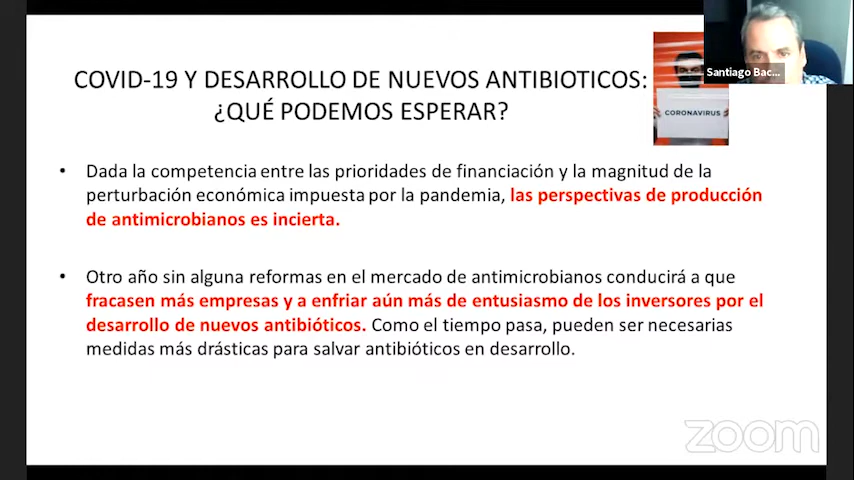 COVID-19 Y DESARROLLO DE NUEVOS ANTIBIOTICOS:
¿QUÉ PODEMOS ESPERAR?
CORONAVIRUS
Santiago Bac...
• Dada la competencia entre las prioridades de financiación y la magnitud de la
perturbación económica impuesta por la pandemia, las perspectivas de producción
de antimicrobianos es incierta.
• Otro año sin alguna reformas en el mercado de antimicrobianos conducirá a que
fracasen más empresas y a enfriar aún más de entusiasmo de los inversores por el
desarrollo de nuevos antibióticos. Como el tiempo pasa, pueden ser necesarias
medidas más drásticas para salvar antibióticos en desarrollo.
zoom